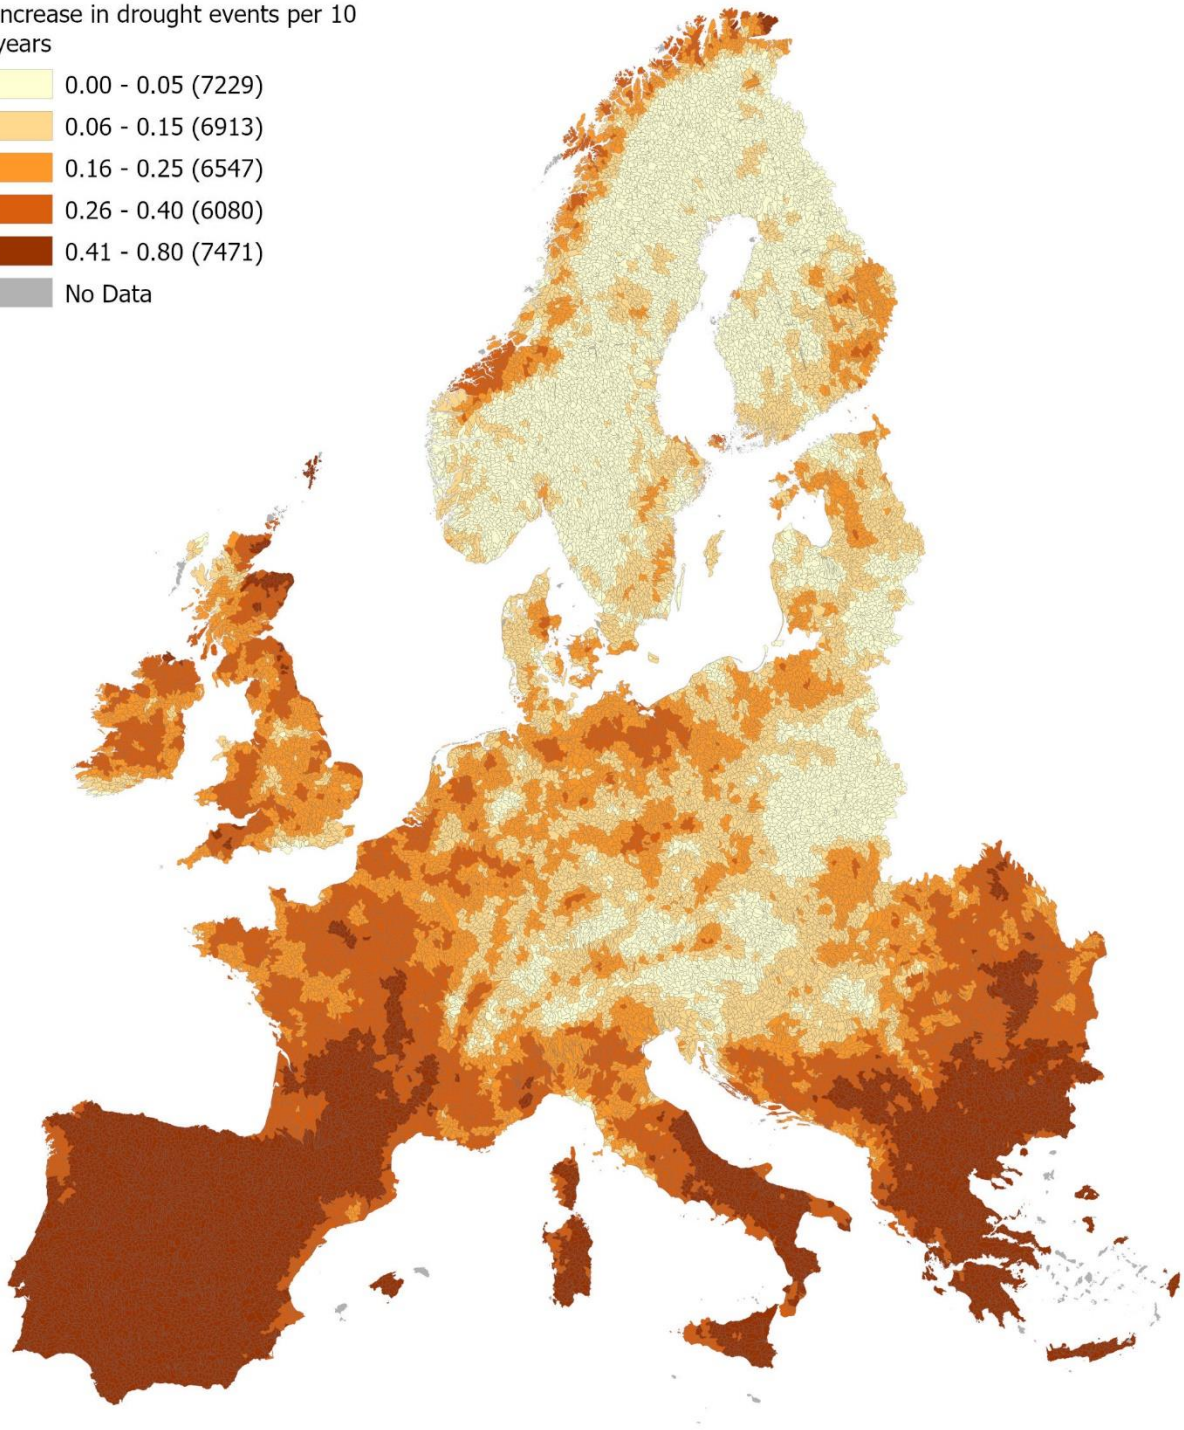 ncrease in drought events per 10
years
0.00 - 0.05 (7229)
0.06 - 0.15 (6913)
0.16 - 0.25 (6547)
0.26 - 0.40 (6080)
0.41 - 0.80 (7471)
No Data